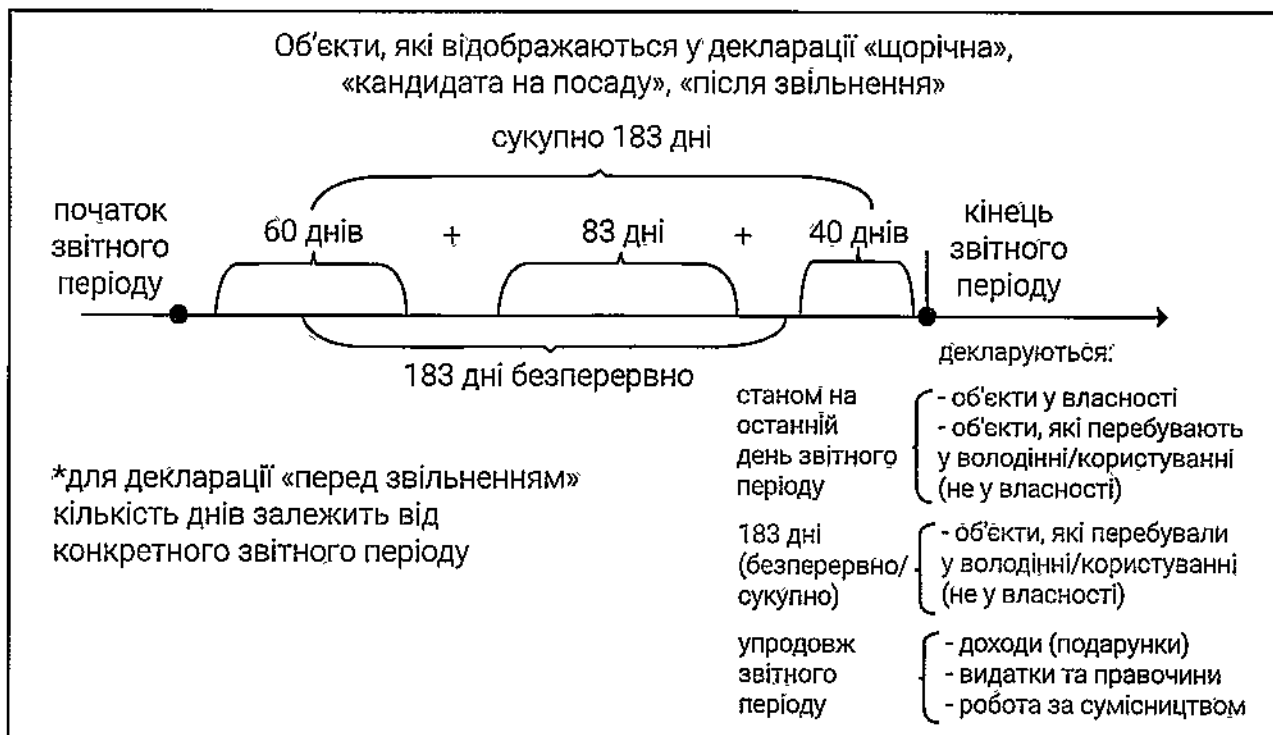 Об'єкти, які відображаються у декларації «щорічна»,
«кандидата на посаду», «після звільнення»
сукупно 183 дні
початок
звітного
періоду
60 днів + 83 дні + 40 днів
кінець
звітного
періоду
183 дні безперервно
*для декларації «перед звільненням»
кількість днів залежить від
конкретного звітного періоду
декларуються:
станом на
останній
день звітного
періоду
- об'єкти у власності
- об'єкти, які перебувають
у володінні/користуванні
(не у власності)
183 дні
(безперервно/
сукупно)
- об'єкти, які перебували
у володінні/користуванні
(не у власності)
упродовж
звітного
періоду
- доходи (подарунки)
- видатки та правочини
- робота за сумісництвом